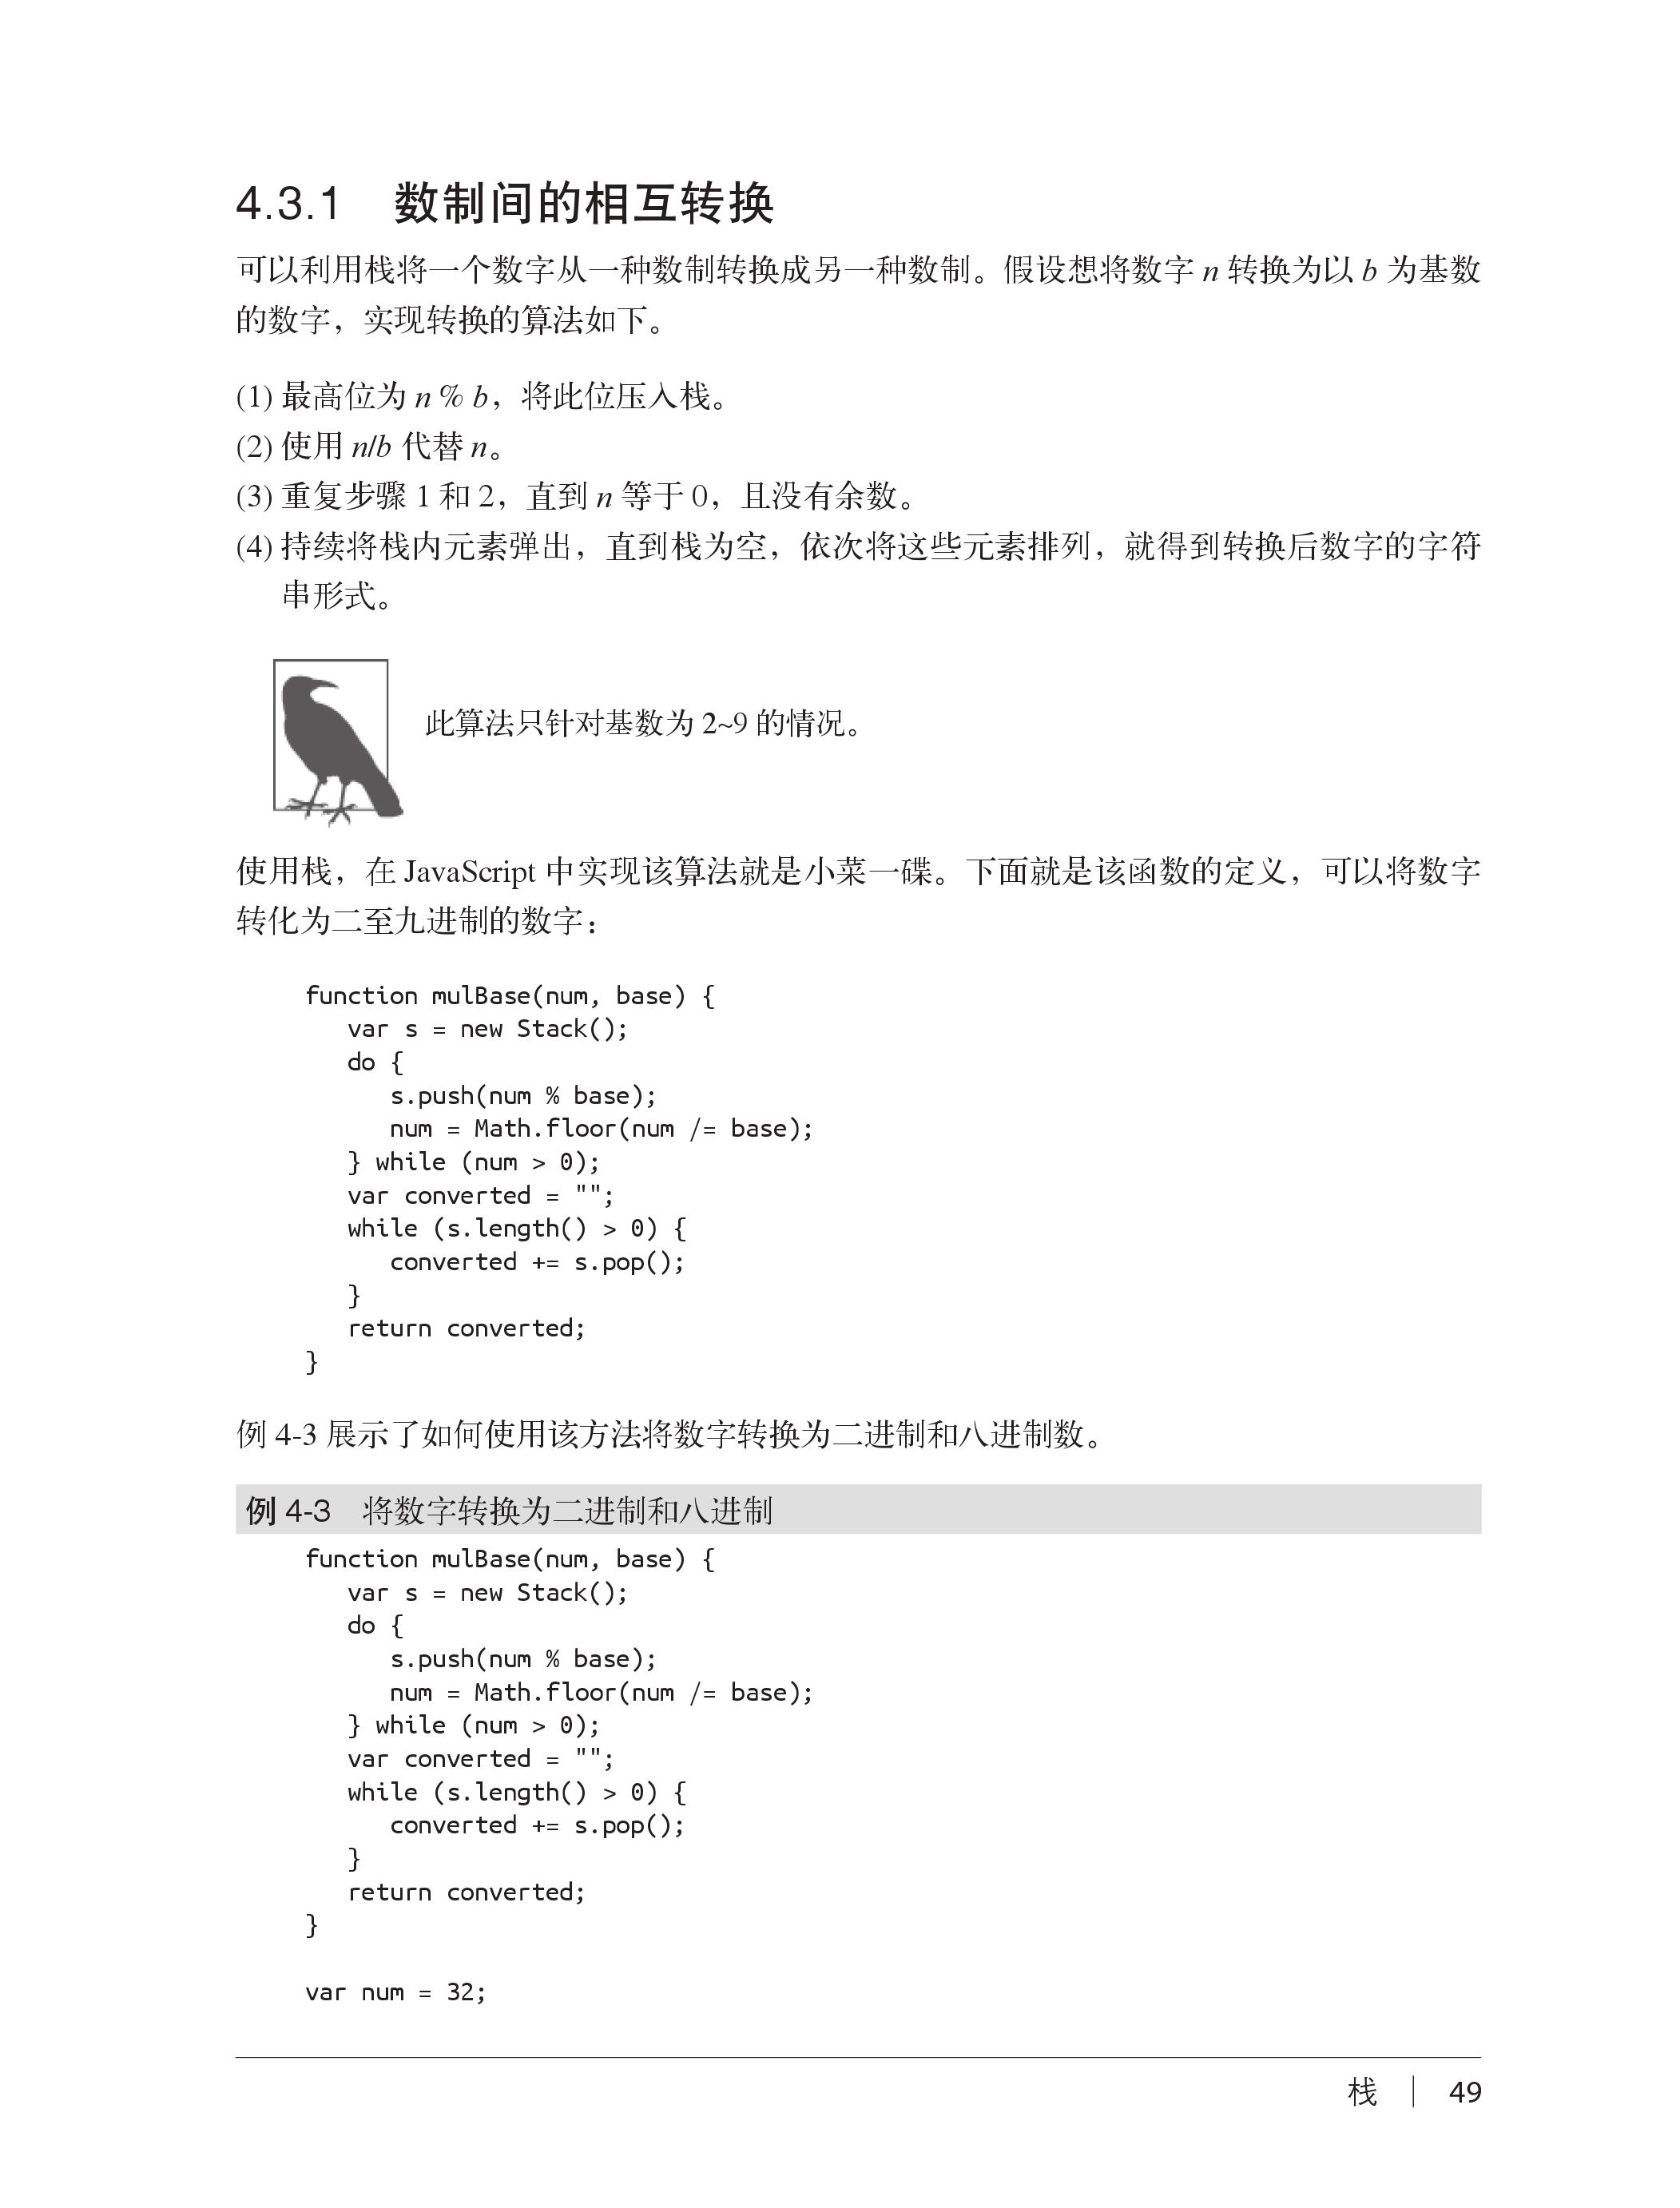 4.3.1 数制间的相互转换
可以利用栈将一个数字从一种数制转换成另一种数制。假设想将数字 n 转换为以 b 为基数
的数字，实现转换的算法如下。
(1) 最高位为 n % b，将此位压入栈。
(2) 使用 n/b 代替 n。
(3) 重复步骤 1 和 2，直到 n 等于 0，且没有余数。
(4) 持续将栈内元素弹出，直到栈为空，依次将这些元素排列，就得到转换后数字的字符
串形式。
此算法只针对基数为 2~9 的情况。
使用栈，在 JavaScript 中实现该算法就是小菜一碟。下面就是该函数的定义，可以将数字
转化为二至九进制的数字：
function mulBase(num, base) {
   var s = new Stack();
   do {
      s.push(num % base);
      num = Math.floor(num /= base);
   } while (num > 0);
   var converted = "";
   while (s.length() > 0) {
      converted += s.pop();
   }
   return converted;
}
例 4-3 展示了如何使用该方法将数字转换为二进制和八进制数。
例 4-3 将数字转换为二进制和八进制
function mulBase(num, base) {
   var s = new Stack();
   do {
      s.push(num % base);
      num = Math.floor(num /= base);
   } while (num > 0);
   var converted = "";
   while (s.length() > 0) {
      converted += s.pop();
   }
   return converted;
}
var num = 32;
栈 | 49